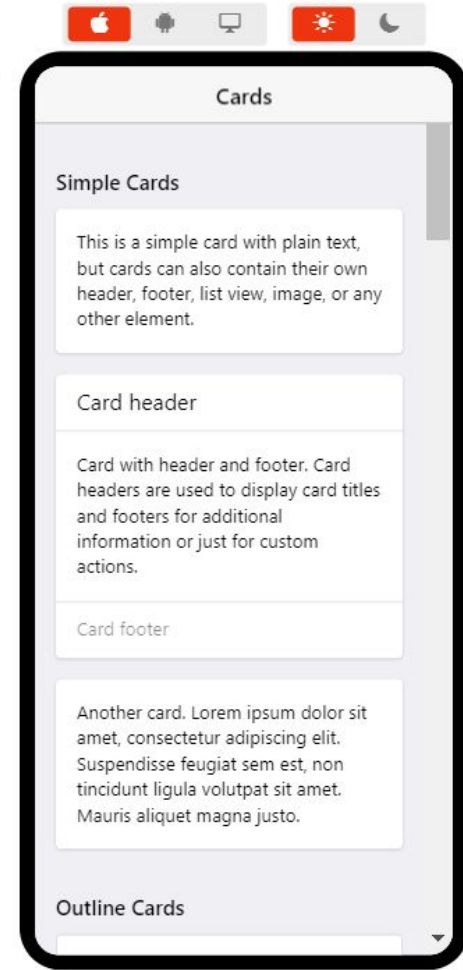 Cards
Simple Cards
This is a simple card with plain text,
but cards can also contain their own
header, footer, list view, image, or any
other element.
Card header
Card with header and footer. Card
headers are used to display card titles
and footers for additional
information or just for custom
actions.
Card footer
Another card. Lorem ipsum dolor sit
amet, consectetur adipiscing elit.
Suspendisse feugiat sem est, non
tincidunt ligula volutpat sit amet.
Mauris aliquet magna justo.
Outline Cards